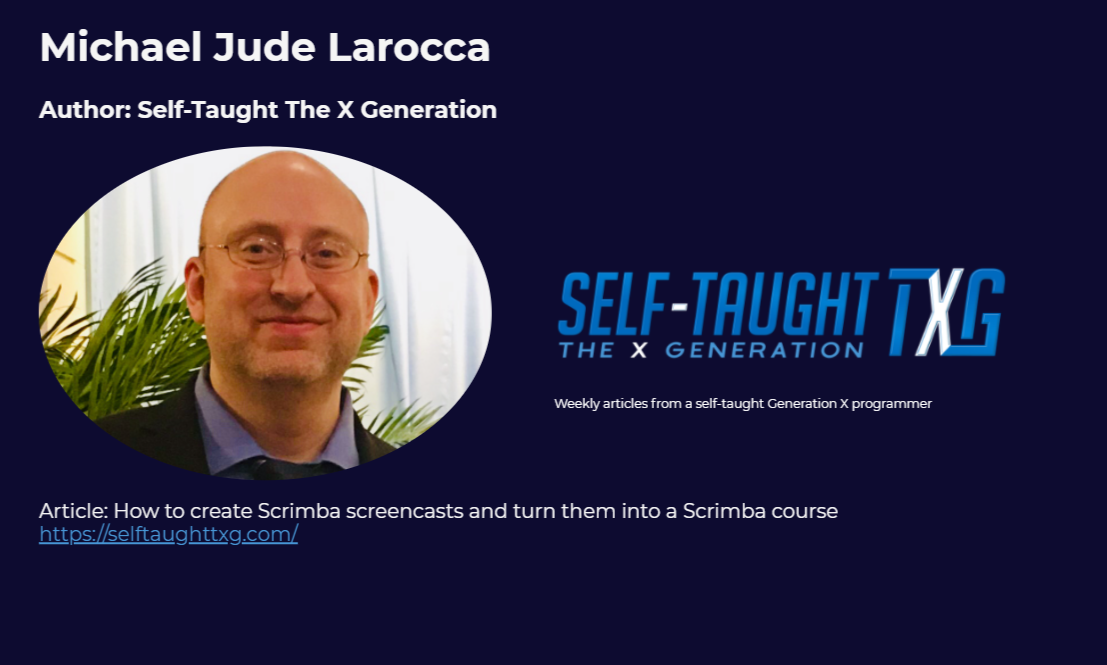 Michael Jude Larocca
Author: Self-Taught The X Generation
SELF-TAUGHT TXG
THE X GENERATION
Weekly articles from a self-taught Generation X programmer
Article: How to create Scrimba screencasts and turn them into a Scrimba course
https://selftaughttxg.com/